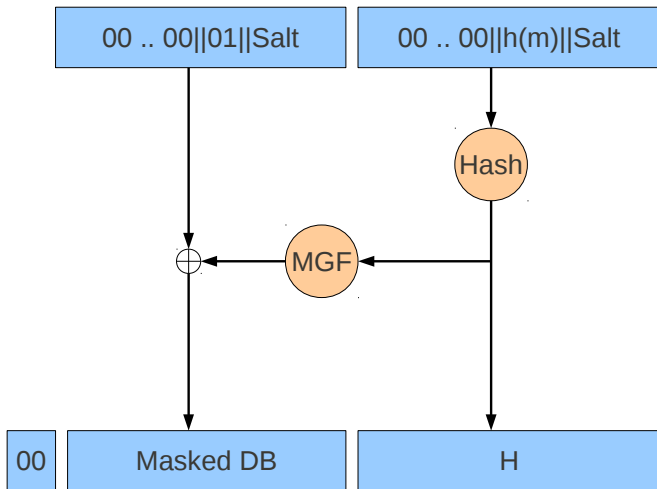 00 .. 00||01||Salt
00 .. 00||h(m)||Salt
Hash
MGF
00
Masked DB
H